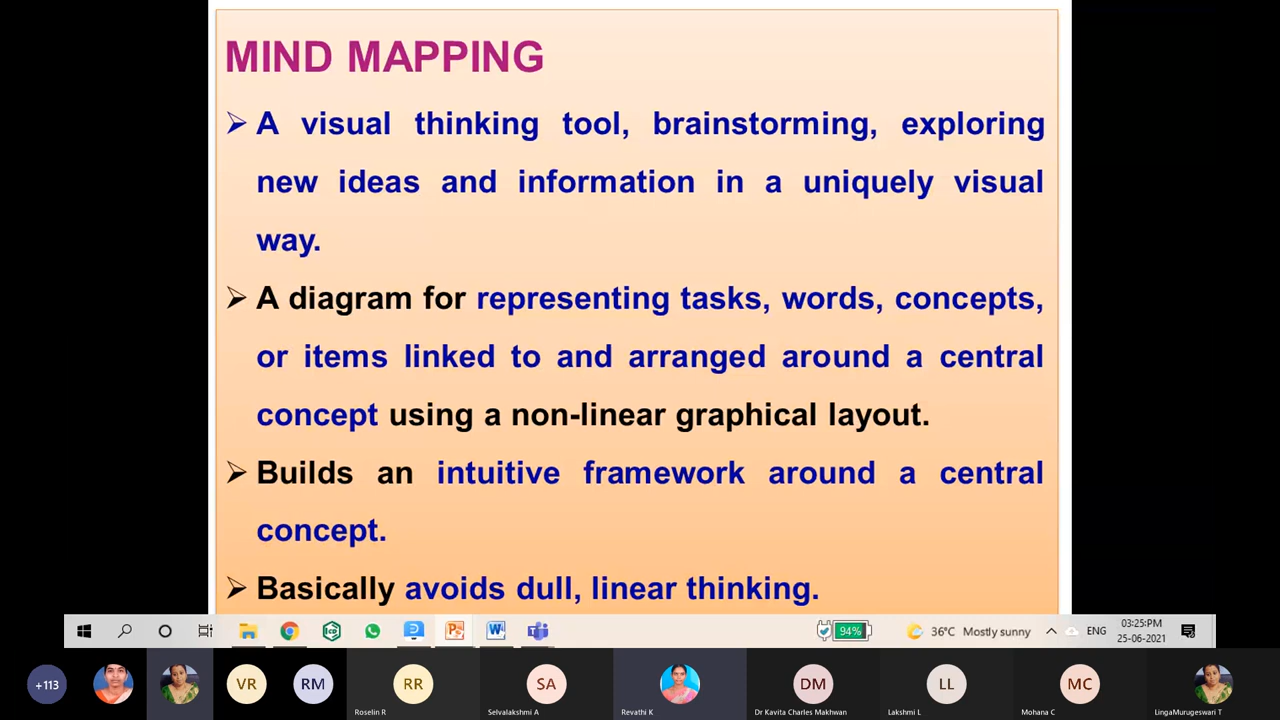 MIND MAPPING
➢ A visual thinking tool, brainstorming, exploring
new ideas and information in a uniquely visual
way.
➢ A diagram for representing tasks, words, concepts,
or items linked to and arranged around a central
concept using a non-linear graphical layout.
➢ Builds an intuitive framework around a central
concept.
➢ Basically avoids dull, linear thinking.
94% 36°C Mostly sunny ENG 03:25:PM
25-06-2021
+113 VR RM RR SA DM LL MC
Roselin R Selvalakshmi A Revathi K Dr Kavita Charles Makhwan Lakshmi L Mohana C LingaMurugeswari T